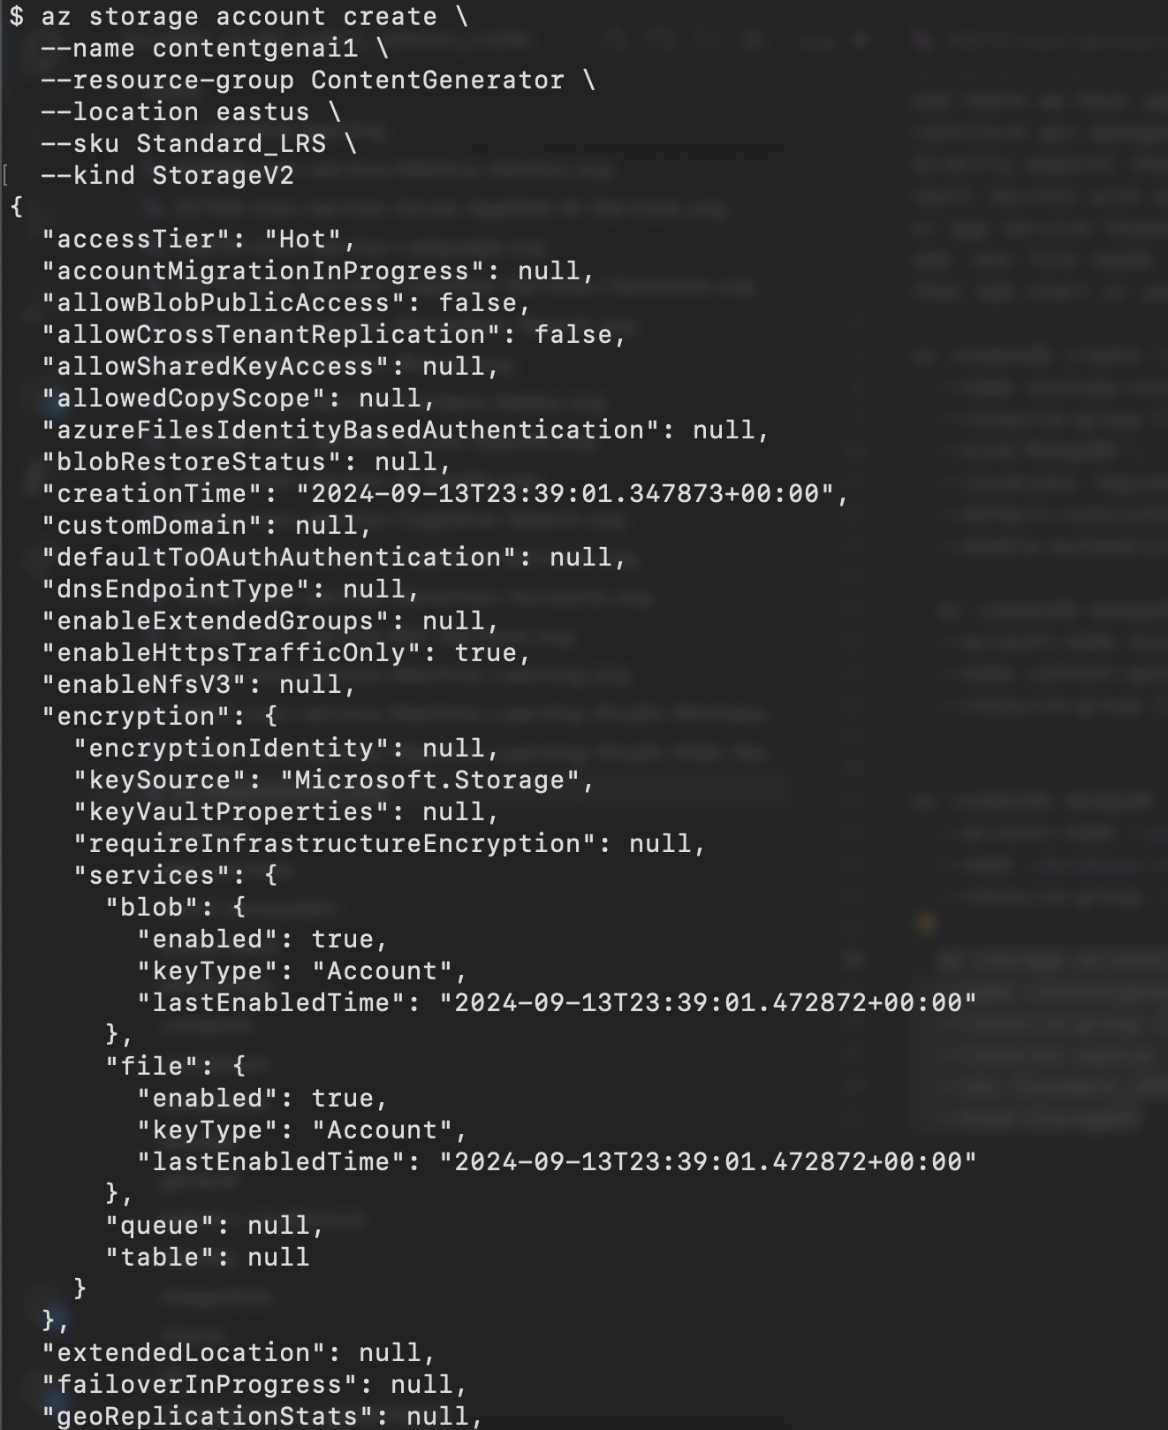 $ az storage account create \
--name contentgenai1 \
--resource-group ContentGenerator \
--location eastus \
--sku Standard_LRS \
--kind StorageV2
{
"accessTier": "Hot",
"accountMigrationInProgress": null,
"allowBlobPublicAccess": false,
"allowCrossTenantReplication": false,
"allowSharedKeyAccess": null,
"allowedCopyScope": null,
"azureFilesIdentityBasedAuthentication": null,
"blobRestoreStatus": null,
"creationTime": "2024-09-13T23:39:01.347873+00:00",
"customDomain": null,
"defaultToOAuthAuthentication": null,
"dnsEndpointType": null,
"enableExtendedGroups": null,
"enableHttpsTrafficOnly": true,
"enableNfsV3": null,
"encryption": {
"encryptionIdentity": null,
"keySource": "Microsoft.Storage",
"keyVaultProperties": null,
"requireInfrastructureEncryption": null,
"services": {
"blob": {
"enabled": true,
"keyType": "Account",
"lastEnabledTime": "2024-09-13T23:39:01.472872+00:00"
},
"file": {
"enabled": true,
"keyType": "Account",
"lastEnabledTime": "2024-09-13T23:39:01.472872+00:00"
},
"queue": null,
"table": null
}
},
"extendedLocation": null,
"failoverInProgress": null,
"geoReplicationStats": null,